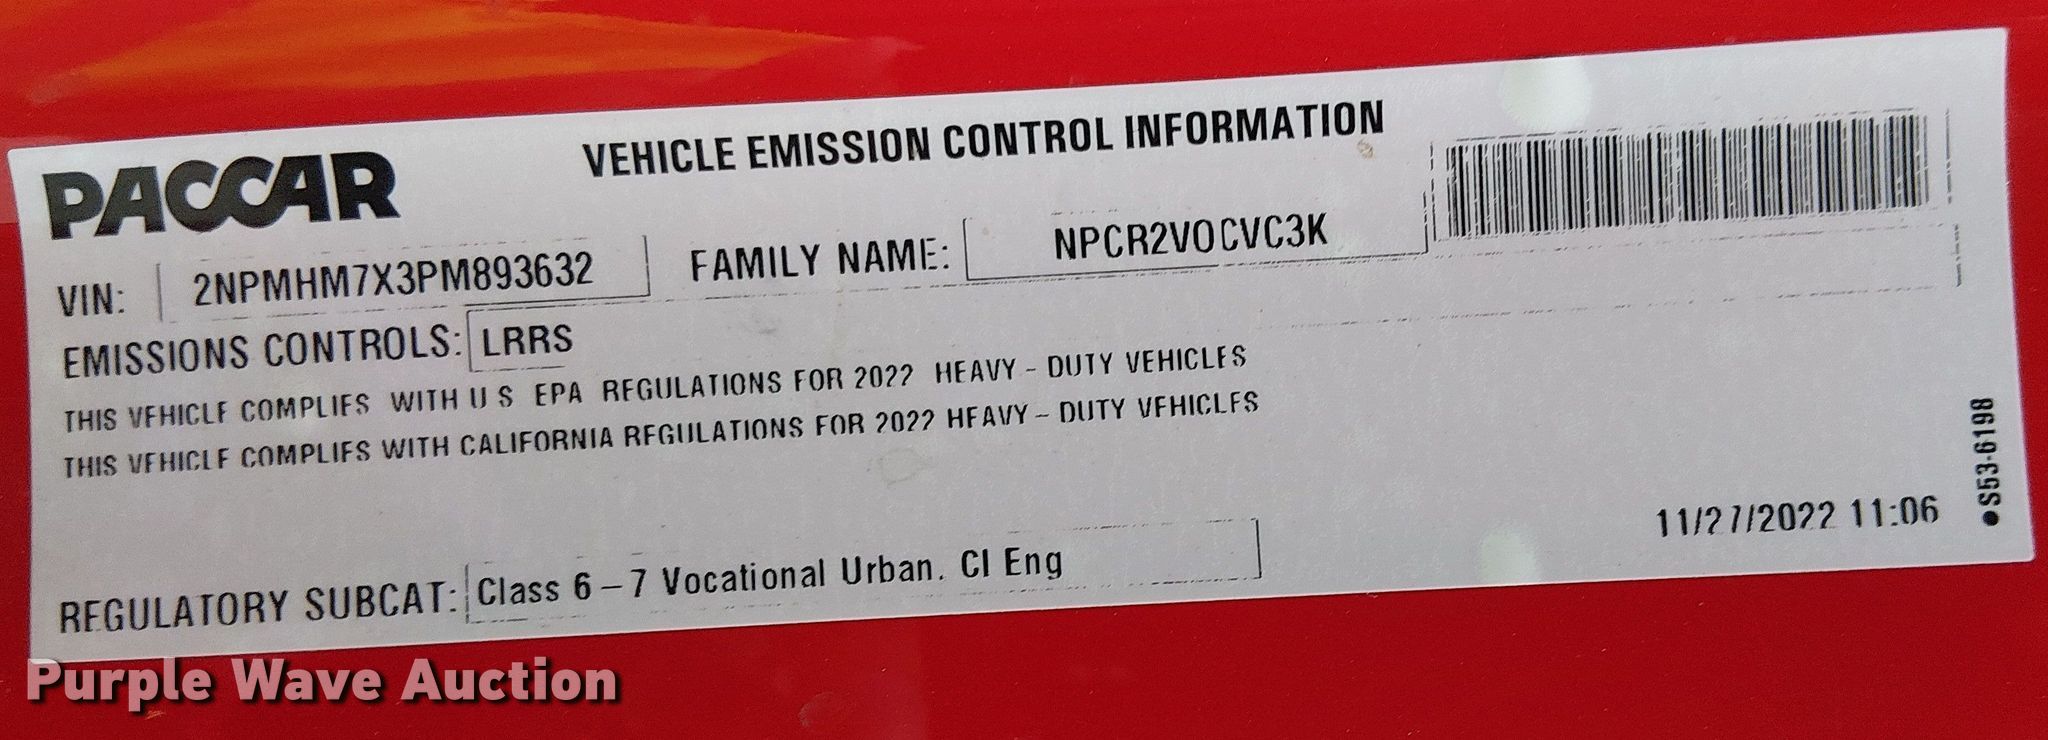 PACCAR
VEHICLE EMISSION CONTROL INFORMATION
VIN: 2NPMHM7X3PM893632 FAMILY NAME: NPCR2VOCVC3K
EMISSIONS CONTROLS: LRRS
THIS VEHICLE COMPLIES WITH U S EPA REGULATIONS FOR 2022 HEAVY - DUTY VEHICLES
THIS VEHICLE COMPLIES WITH CALIFORNIA REGULATIONS FOR 2022 HEAVY - DUTY VEHICLES
11/27/2022 11:06
●S53-6198
REGULATORY SUBCAT: Class 6 - 7 Vocational Urban. CI Eng
Purple Wave Auction